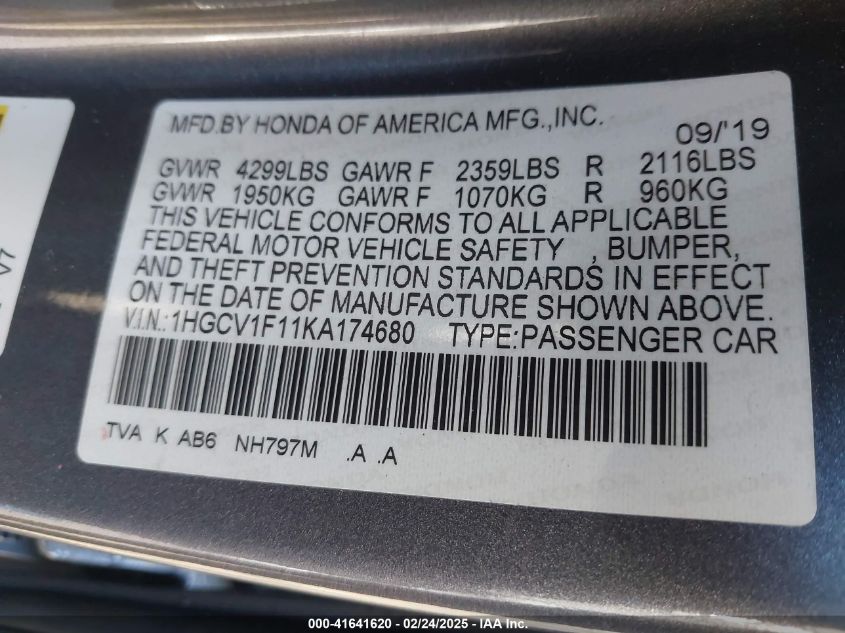 MFD.BY HONDA OF AMERICA MFG.,INC. 09/'19
GVWR 4299LBS GAWR F 2359LBS R 2116LBS
GVWR 1950KG GAWR F 1070KG R 960KG
THIS VEHICLE CONFORMS TO ALL APPLICABLE
FEDERAL MOTOR VEHICLE SAFETY , BUMPER,
AND THEFT PREVENTION STANDARDS IN EFFECT
ON THE DATE OF MANUFACTURE SHOWN ABOVE.
V.I.N.:1HGCV1F11KA174680 TYPE:PASSENGER CAR
TVA K AB6 NH797M .A .A
V7
000-41641620 - 02/24/2025 - IAA Inc.